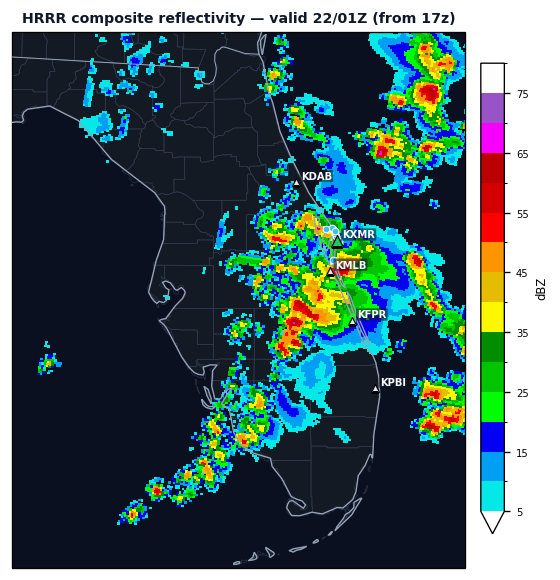 HRRR composite reflectivity — valid 22/01Z (from 17z)
KDAB
KXMR
KMLB
KFPR
KPBI
75
65
55
45
35
25
15
5
dBZ